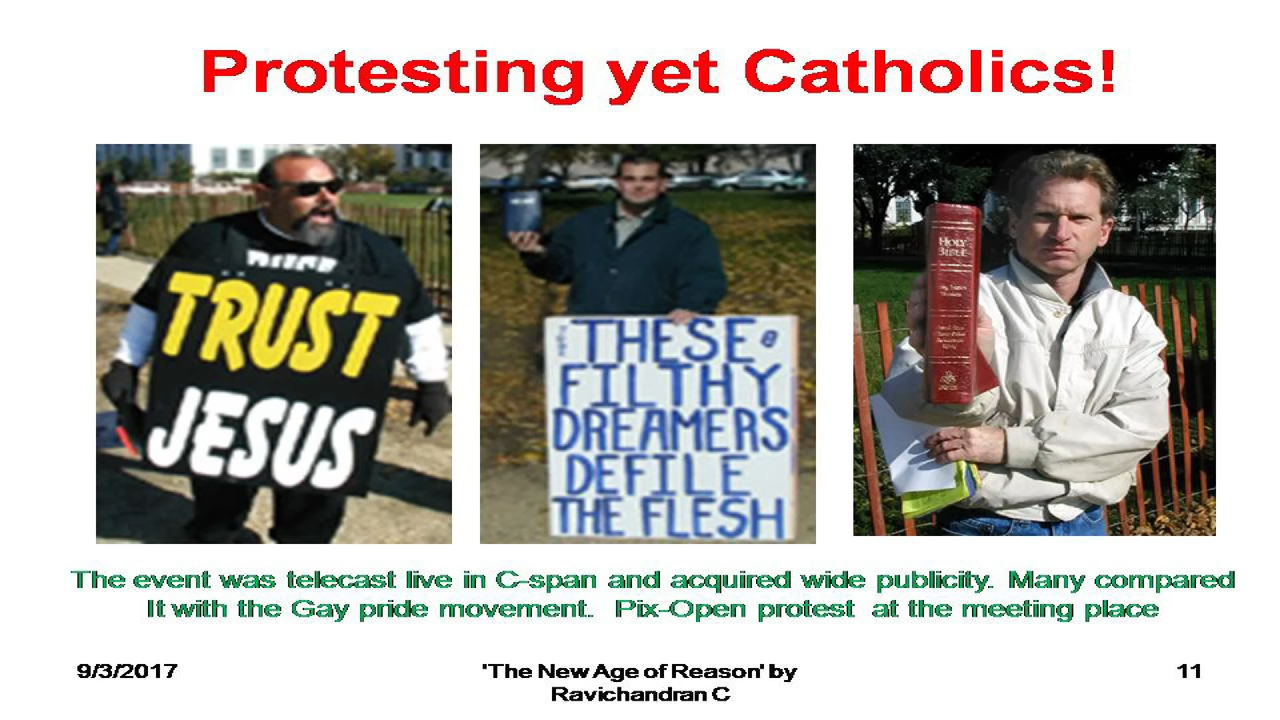 Protesting yet Catholics!
TRUST
JESUS
THESE
FILTHY
DREAMERS
DEFILE
THE FLESH
HOLY
BIBLE
The event was telecast live in C-span and acquired wide publicity. Many compared
It with the Gay pride movement. Pix-Open protest at the meeting place
9/3/2017
'The New Age of Reason' by
Ravichandran C
11